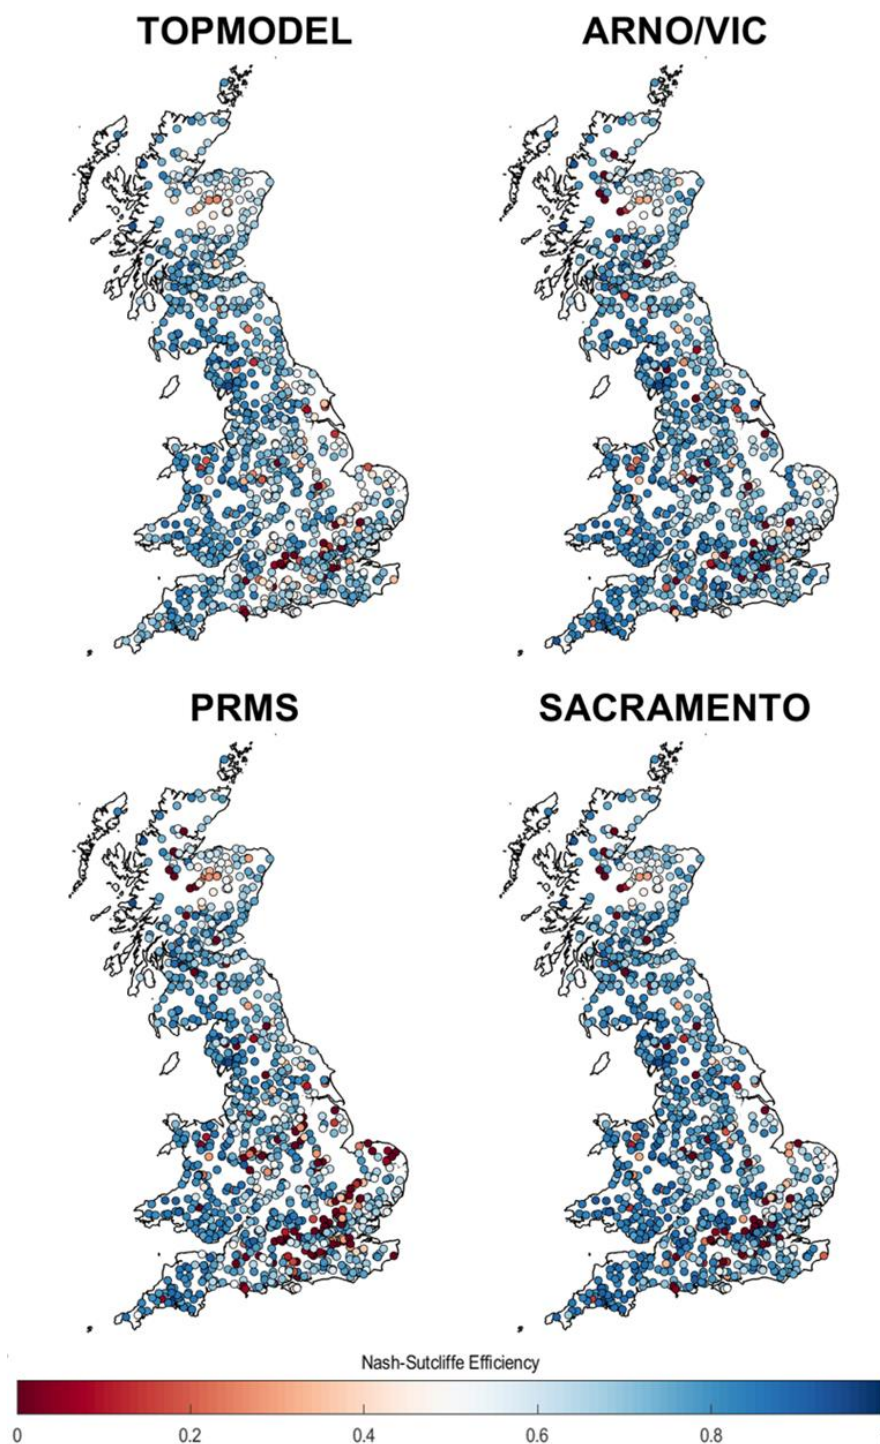 TOPMODEL
ARNO/VIC
PRMS
SACRAMENTO
Nash-Sutcliffe Efficiency
0 0.2 0.4 0.6 0.8